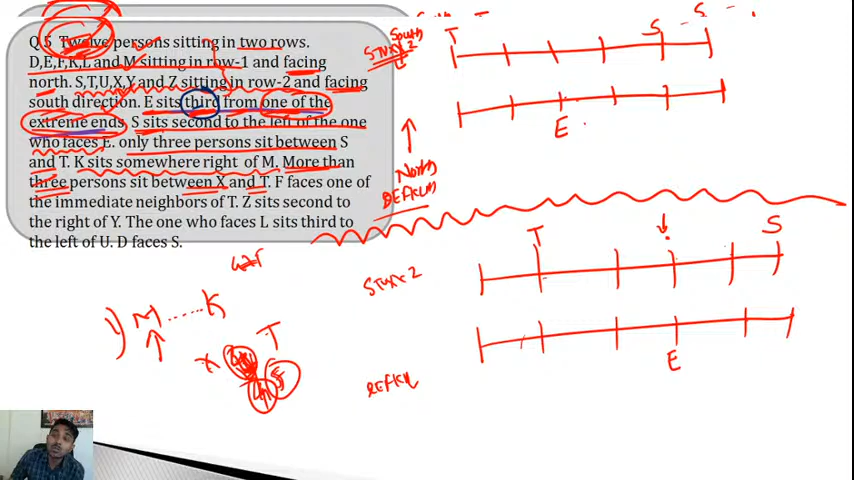 Q.5 Twelve persons sitting in two rows.
D,E,F,K,L and M sitting in row-1 and facing
north. S,T,U,X,Y and Z sitting in row-2 and facing
south direction. E sits third from one of the
extreme ends. S sits second to the left of the one
who faces E. only three persons sit between S
and T. K sits somewhere right of M. More than
three persons sit between X and T. F faces one of
the immediate neighbors of T. Z sits second to
the right of Y. The one who faces L sits third to
the left of U. D faces S.
South
T
S
S
E
North
DEFKLM
T
S
E
1) M ..... K
T
X
F